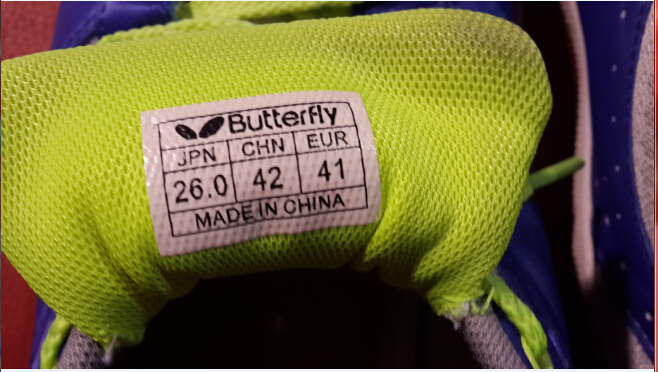 Butterfly
JPN CHN EUR
26.0 42 41
MADE IN CHINA